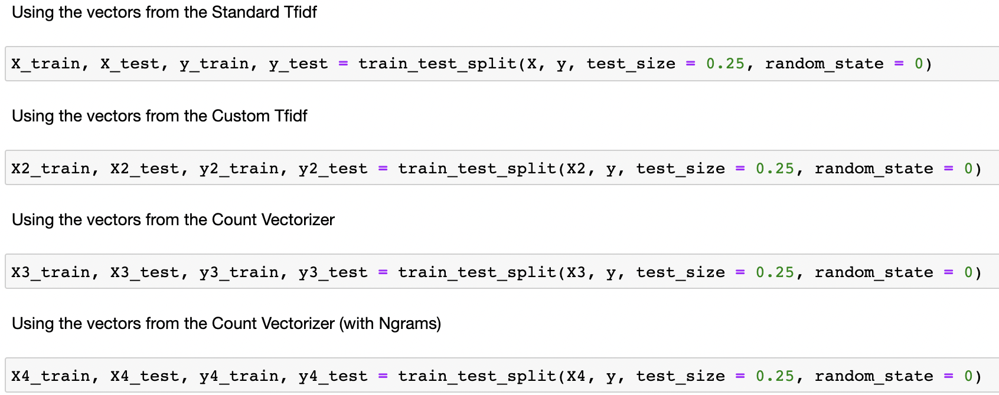 Using the vectors from the Standard Tfidf
X_train, X_test, y_train, y_test = train_test_split(X, y, test_size = 0.25, random_state = 0)
Using the vectors from the Custom Tfidf
X2_train, X2_test, y2_train, y2_test = train_test_split(X2, y, test_size = 0.25, random_state = 0)
Using the vectors from the Count Vectorizer
X3_train, X3_test, y3_train, y3_test = train_test_split(X3, y, test_size = 0.25, random_state = 0)
Using the vectors from the Count Vectorizer (with Ngrams)
X4_train, X4_test, y4_train, y4_test = train_test_split(X4, y, test_size = 0.25, random_state = 0)